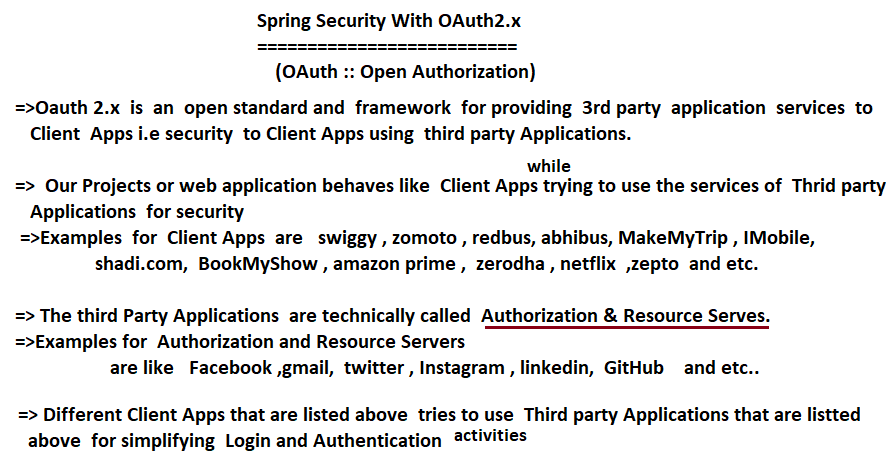 Spring Security With OAuth2.x
==========================
(OAuth :: Open Authorization)
=>Oauth 2.x is an open standard and framework for providing 3rd party application services to
Client Apps i.e security to Client Apps using third party Applications.
while
=> Our Projects or web application behaves like Client Apps trying to use the services of Thrid party
Applications for security
=>Examples for Client Apps are swiggy , zomoto , redbus, abhibus, MakeMyTrip , IMobile,
shadi.com, BookMyShow , amazon prime , zerodha , netflix ,zepto and etc.
=> The third Party Applications are technically called Authorization & Resource Serves.
=>Examples for Authorization and Resource Servers
are like Facebook ,gmail, twitter , Instagram , linkedin, GitHub and etc..
=> Different Client Apps that are listed above tries to use Third party Applications that are listted
above for simplifying Login and Authentication activities